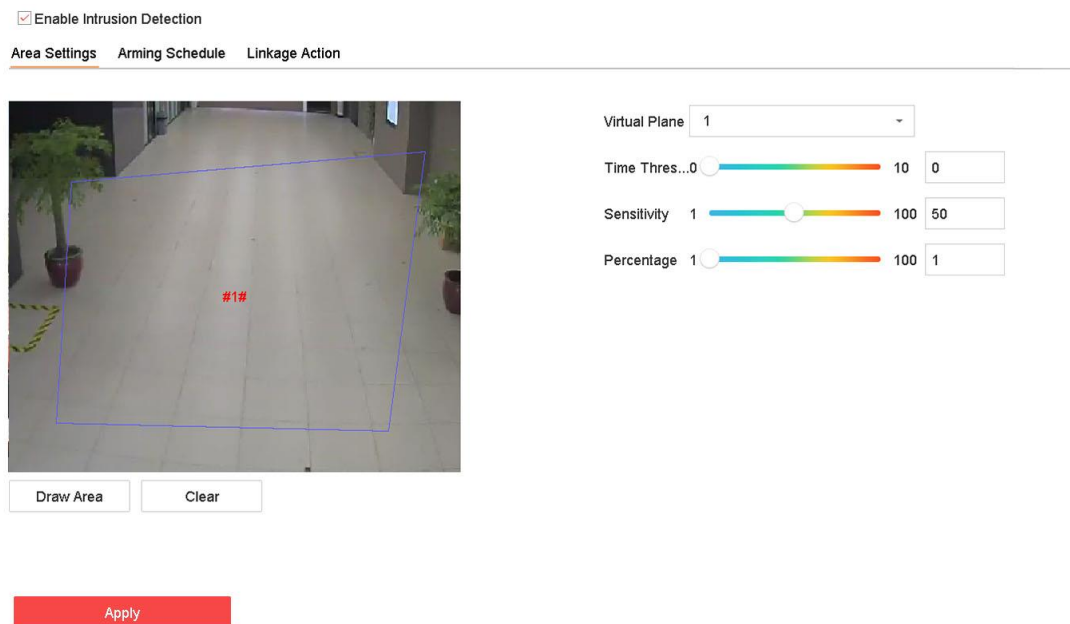 Enable Intrusion Detection
Area Settings Arming Schedule Linkage Action
Virtual Plane 1
Time Thres...0 10 0
Sensitivity 1 100 50
Percentage 1 100 1
#1#
Draw Area Clear
Apply